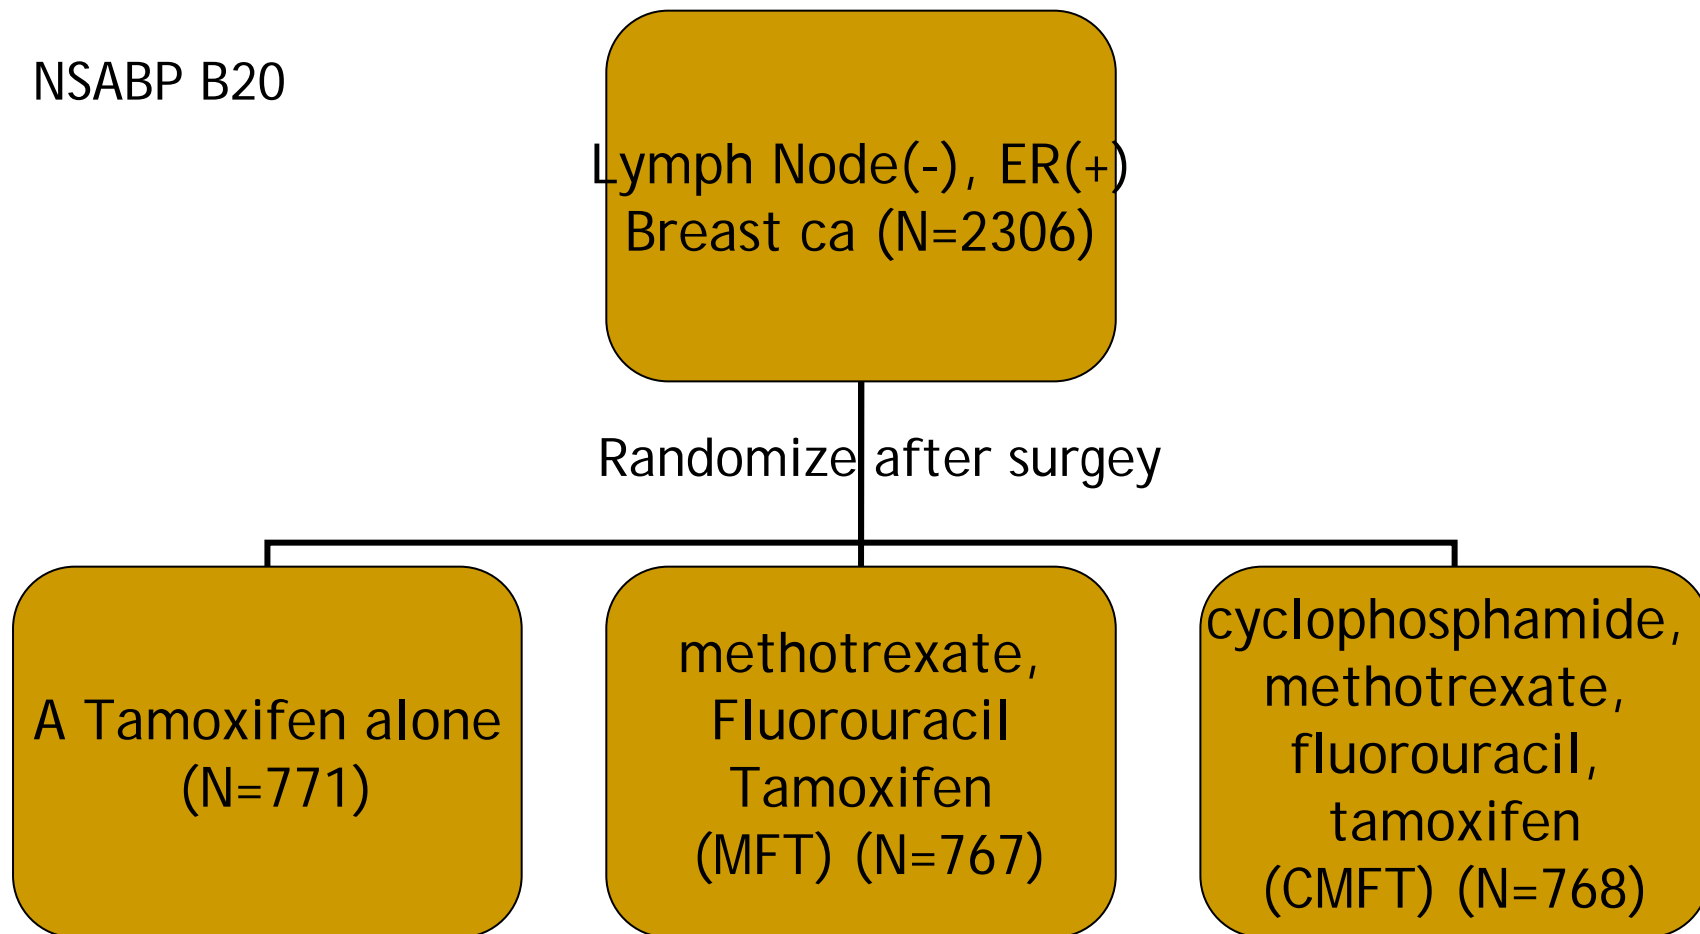 NSABP B20
Lymph Node(-), ER(+)
Breast ca (N=2306)
Randomize after surgey
A Tamoxifen alone
(N=771)
methotrexate,
Fluorouracil
Tamoxifen
(MFT) (N=767)
cyclophosphamide,
methotrexate,
fluorouracil,
tamoxifen
(CMFT) (N=768)